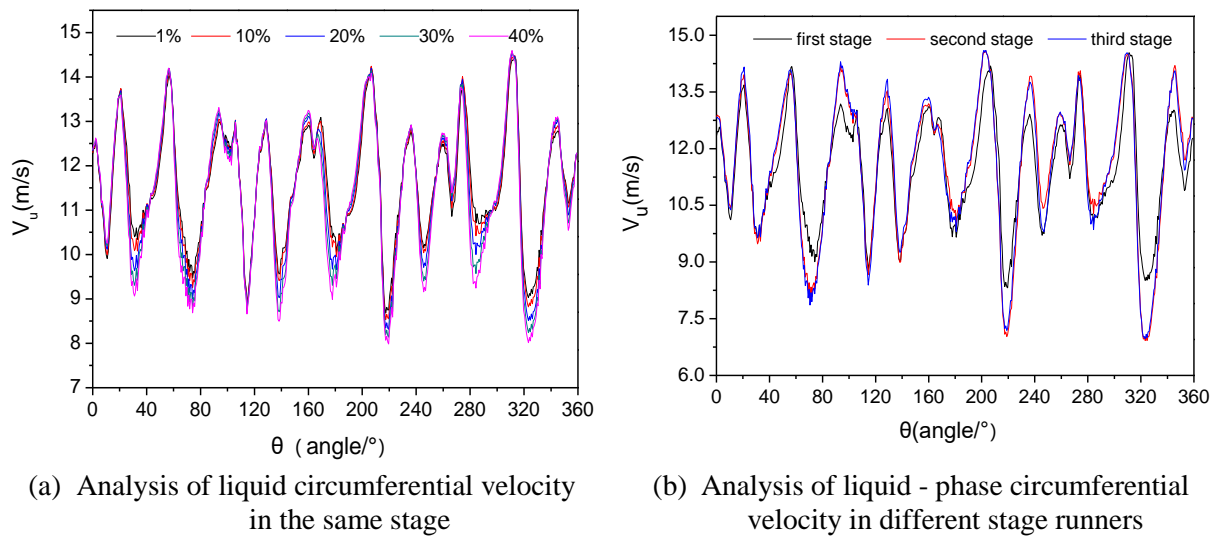 1% 10% 20% 30% 40%
15
14
13
12
11
10
9
8
7
V_u(m/s)
0 40 80 120 160 200 240 280 320 360
θ ( angle/°)
(a) Analysis of liquid circumferential velocity
in the same stage
first stage second stage third stage
15.0
13.5
12.0
10.5
9.0
7.5
6.0
V_u(m/s)
0 40 80 120 160 200 240 280 320 360
θ(angle/°)
(b) Analysis of liquid - phase circumferential
velocity in different stage runners